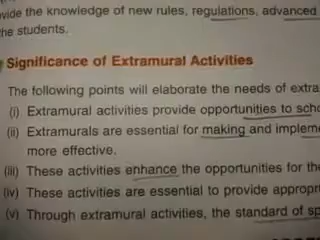 vide the knowledge of new rules, regulations, advanced
the students.
Significance of Extramural Activities
The following points will elaborate the needs of extra
(i) Extramural activities provide opportunities to scho
(ii) Extramurals are essential for making and implem
more effective.
(iii) These activities enhance the opportunities for the
(iv) These activities are essential to provide appropr
(v) Through extramural activities, the standard of sp